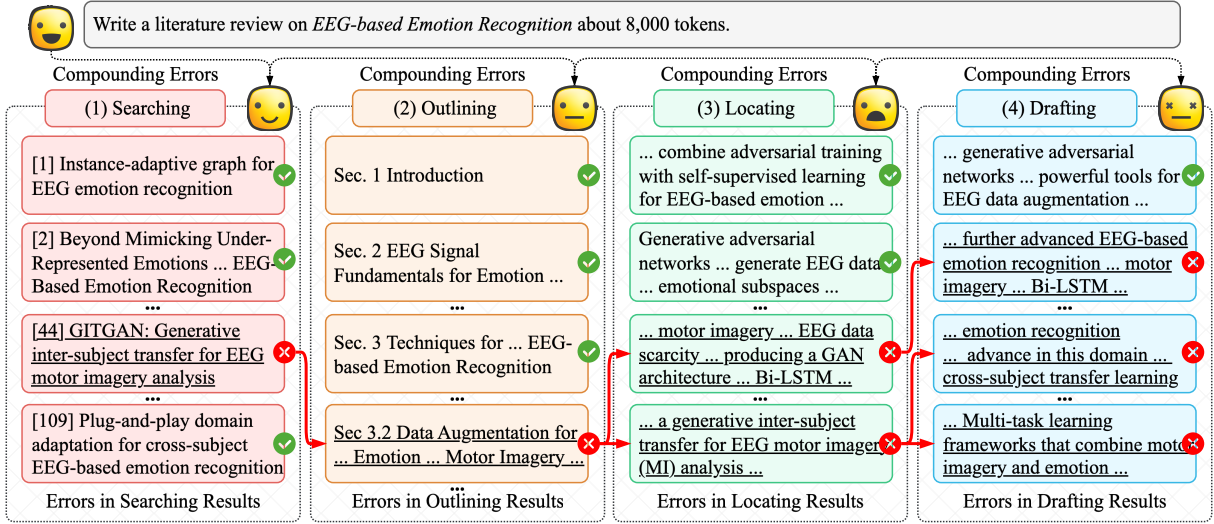 Write a literature review on EEG-based Emotion Recognition about 8,000 tokens.
Compounding Errors
Compounding Errors
Compounding Errors
Compounding Errors
(1) Searching
[1] Instance-adaptive graph for
EEG emotion recognition
[2] Beyond Mimicking Under-
Represented Emotions ... EEG-
Based Emotion Recognition
...
[44] GITGAN: Generative
inter-subject transfer for EEG
motor imagery analysis
...
[109] Plug-and-play domain
adaptation for cross-subject
EEG-based emotion recognition
Errors in Searching Results
(2) Outlining
Sec. 1 Introduction
Sec. 2 EEG Signal
Fundamentals for Emotion ...
...
Sec. 3 Techniques for ... EEG-
based Emotion Recognition
...
Sec 3.2 Data Augmentation for
... Emotion ... Motor Imagery ...
...
Errors in Outlining Results
(3) Locating
... combine adversarial training
with self-supervised learning
for EEG-based emotion ...
Generative adversarial
networks ... generate EEG data
... emotional subspaces ...
...
... motor imagery ... EEG data
scarcity ... producing a GAN
architecture ... Bi-LSTM ...
...
... a generative inter-subject
transfer for EEG motor imagery
(MI) analysis ...
Errors in Locating Results
(4) Drafting
... generative adversarial
networks ... powerful tools for
EEG data augmentation ...
... further advanced EEG-based
emotion recognition ... motor
imagery ... Bi-LSTM ...
...
... emotion recognition
... advance in this domain ...
cross-subject transfer learning
...
... Multi-task learning
frameworks that combine motor
imagery and emotion ...
Errors in Drafting Results